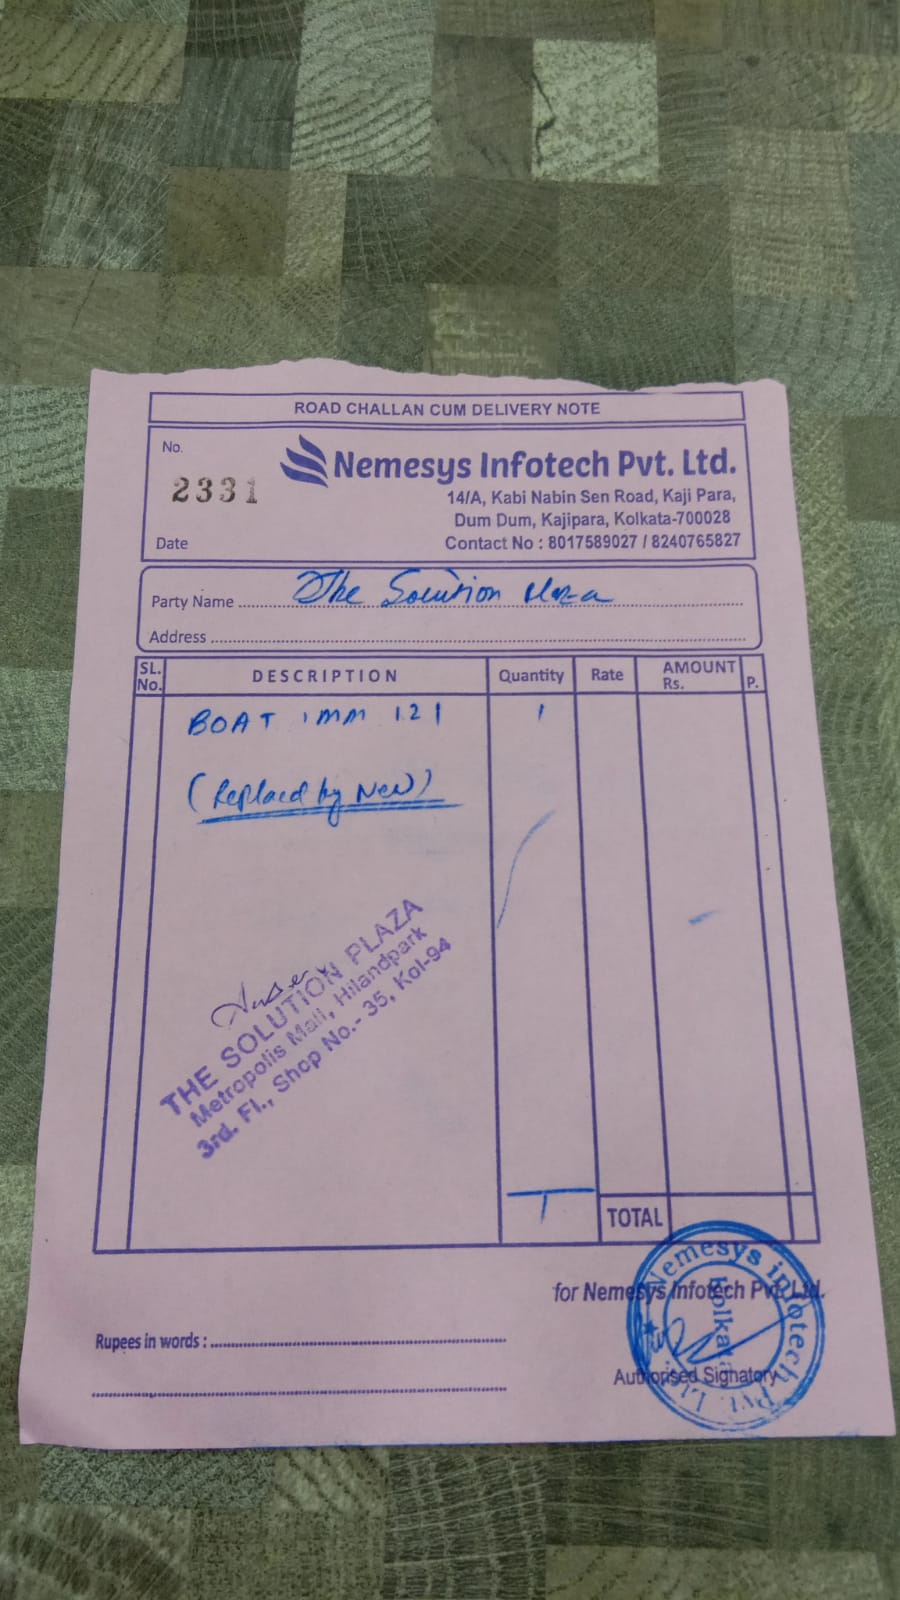 ROAD CHALLAN CUM DELIVERY NOTE
No.
2331
Nemesys Infotech Pvt. Ltd.
14/A, Kabi Nabin Sen Road, Kaji Para,
Dum Dum, Kajipara, Kolkata-700028
Date
Contact No : 8017589027 / 8240765827
Party Name The Solution Plaza
Address
SL. No. DESCRIPTION Quantity Rate AMOUNT Rs. P.
BOAT IMM 121 1
(Replaced by New)
THE SOLUTION PLAZA
Metropolis Mall, Hilandpark
3rd. Fl., Shop No.- 35, Kol-94
1 TOTAL
for Nemesys Infotech Pvt. Ltd.
Rupees in words :
Authorised Signatory
Nemesys Infotech Pvt. Ltd.
Kolkata